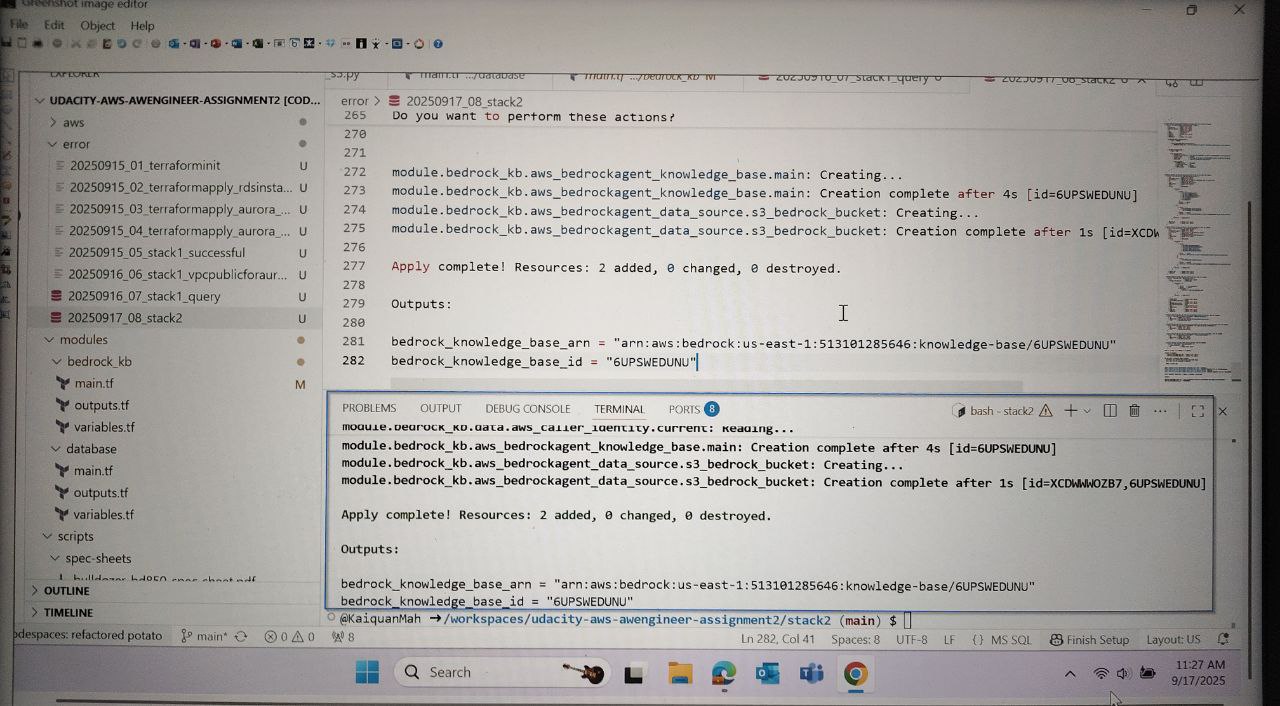 Greenshot image editor
File Edit Object Help
EXPLORER
UDACITY-AWS-AWENGINEER-ASSIGNMENT2 [COD...
aws
error
20250915_01_terraforminit U
20250915_02_terraformapply_rdsinsta... U
20250915_03_terraformapply_aurora_... U
20250915_04_terraformapply_aurora_... U
20250915_05_stack1_successful U
20250916_06_stack1_vpcpublicforaur... U
20250916_07_stack1_query U
20250917_08_stack2 U
modules
bedrock_kb
main.tf M
outputs.tf
variables.tf
database
main.tf
outputs.tf
variables.tf
scripts
spec-sheets
OUTLINE
TIMELINE
_s3.py main.tf .../database main.tf .../bedrock_kb M 20250916_07_stack1_query U 20250917_08_stack2 U
error > 20250917_08_stack2
265 Do you want to perform these actions?
270
271
272 module.bedrock_kb.aws_bedrockagent_knowledge_base.main: Creating...
273 module.bedrock_kb.aws_bedrockagent_knowledge_base.main: Creation complete after 4s [id=6UPSWEDUNU]
274 module.bedrock_kb.aws_bedrockagent_data_source.s3_bedrock_bucket: Creating...
275 module.bedrock_kb.aws_bedrockagent_data_source.s3_bedrock_bucket: Creation complete after 1s [id=XCDW
276
277 Apply complete! Resources: 2 added, 0 changed, 0 destroyed.
278
279 Outputs:
280
281 bedrock_knowledge_base_arn = "arn:aws:bedrock:us-east-1:513101285646:knowledge-base/6UPSWEDUNU"
282 bedrock_knowledge_base_id = "6UPSWEDUNU"
PROBLEMS OUTPUT DEBUG CONSOLE TERMINAL PORTS 8 bash - stack2
module.bedrock_kb.data.aws_caller_identity.current: Reading...
module.bedrock_kb.aws_bedrockagent_knowledge_base.main: Creation complete after 4s [id=6UPSWEDUNU]
module.bedrock_kb.aws_bedrockagent_data_source.s3_bedrock_bucket: Creating...
module.bedrock_kb.aws_bedrockagent_data_source.s3_bedrock_bucket: Creation complete after 1s [id=XCDWWWOZB7,6UPSWEDUNU]
Apply complete! Resources: 2 added, 0 changed, 0 destroyed.
Outputs:
bedrock_knowledge_base_arn = "arn:aws:bedrock:us-east-1:513101285646:knowledge-base/6UPSWEDUNU"
bedrock_knowledge_base_id = "6UPSWEDUNU"
@KaiquanMah →/workspaces/udacity-aws-awengineer-assignment2/stack2 (main) $
odespaces: refactored potato main* 0 0 8 Ln 282, Col 41 Spaces: 8 UTF-8 LF {} MS SQL Finish Setup Layout: US
Search
11:27 AM
9/17/2025